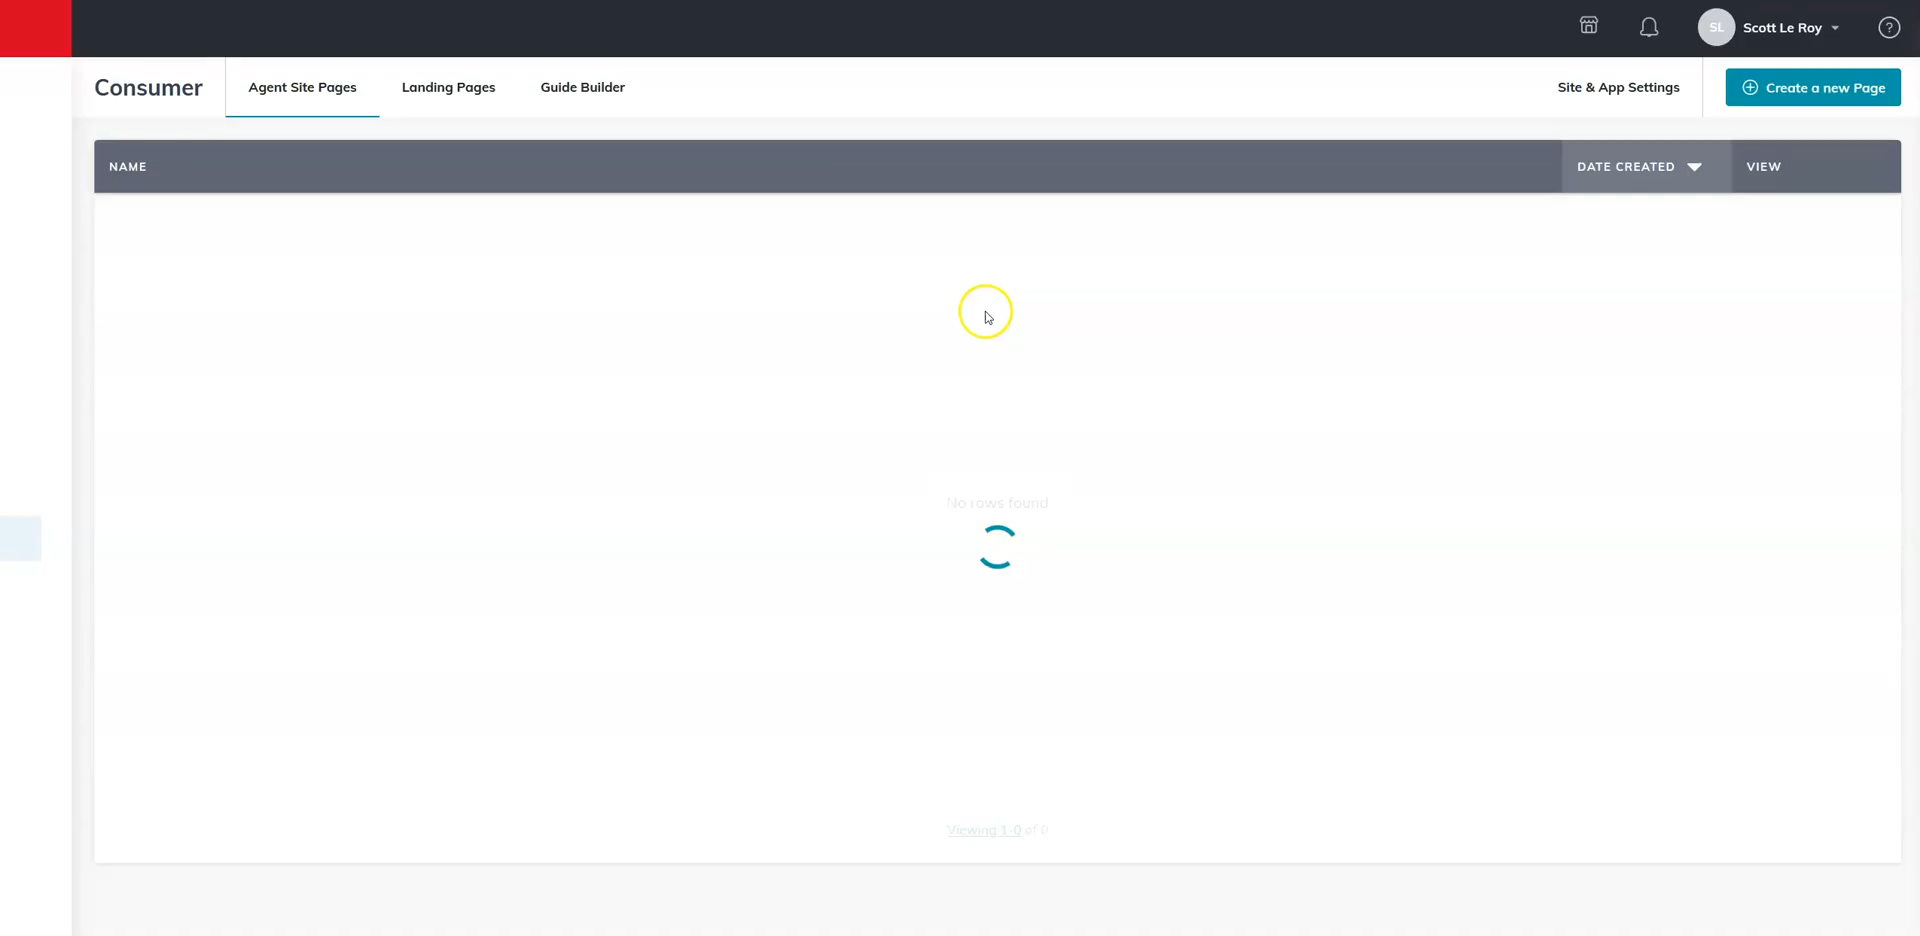 SL Scott Le Roy
Consumer Agent Site Pages Landing Pages Guide Builder Site & App Settings Create a new Page
NAME DATE CREATED VIEW
No rows found
Viewing 1-0 of 0